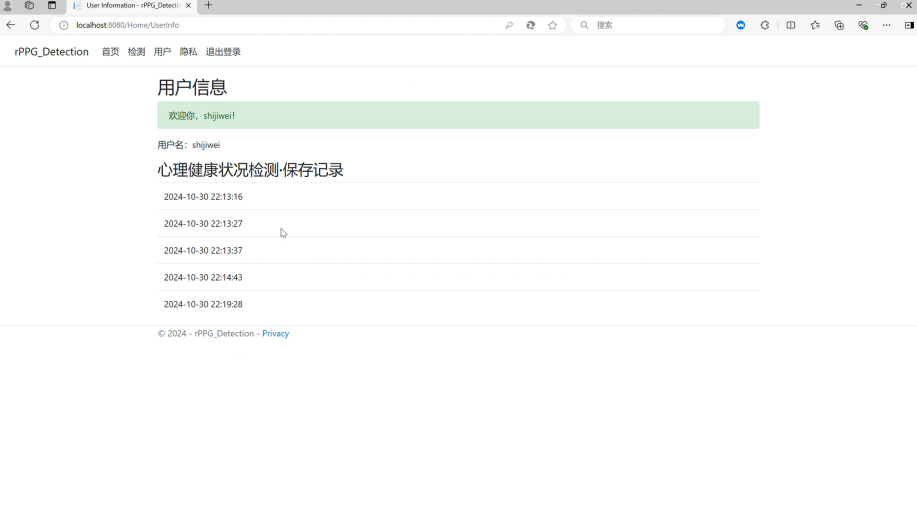 User Information - rPPG_Detectic
localhost:8080/Home/UserInfo
搜索
rPPG_Detection 首页 检测 用户 隐私 退出登录
用户信息
欢迎你，shijiwei！
用户名：shijiwei
心理健康状况检测·保存记录
2024-10-30 22:13:16
2024-10-30 22:13:27
2024-10-30 22:13:37
2024-10-30 22:14:43
2024-10-30 22:19:28
© 2024 - rPPG_Detection - Privacy